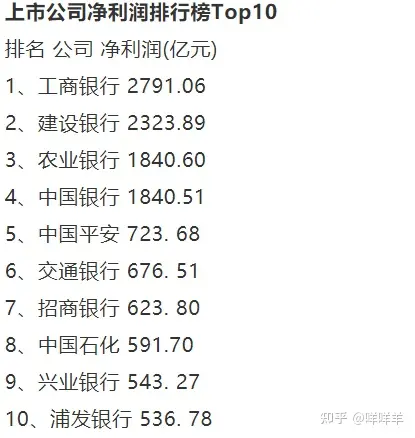 上市公司净利润排行榜Top10
排名 公司 净利润(亿元)
1、工商银行 2791.06
2、建设银行 2323.89
3、农业银行 1840.60
4、中国银行 1840.51
5、中国平安 723. 68
6、交通银行 676. 51
7、招商银行 623. 80
8、中国石化 591.70
9、兴业银行 543. 27
10、浦发银行 536. 78
知乎 @咩咩羊